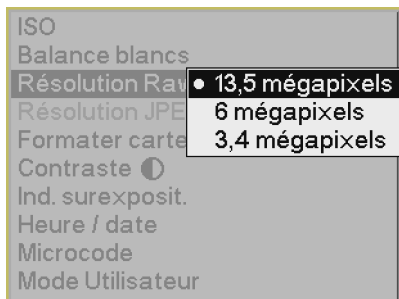 ISO
Balance blancs
Résolution Raw • 13,5 mégapixels
Résolution JPE 6 mégapixels
Formater carte 3,4 mégapixels
Contraste
Ind. surexposit.
Heure / date
Microcode
Mode Utilisateur